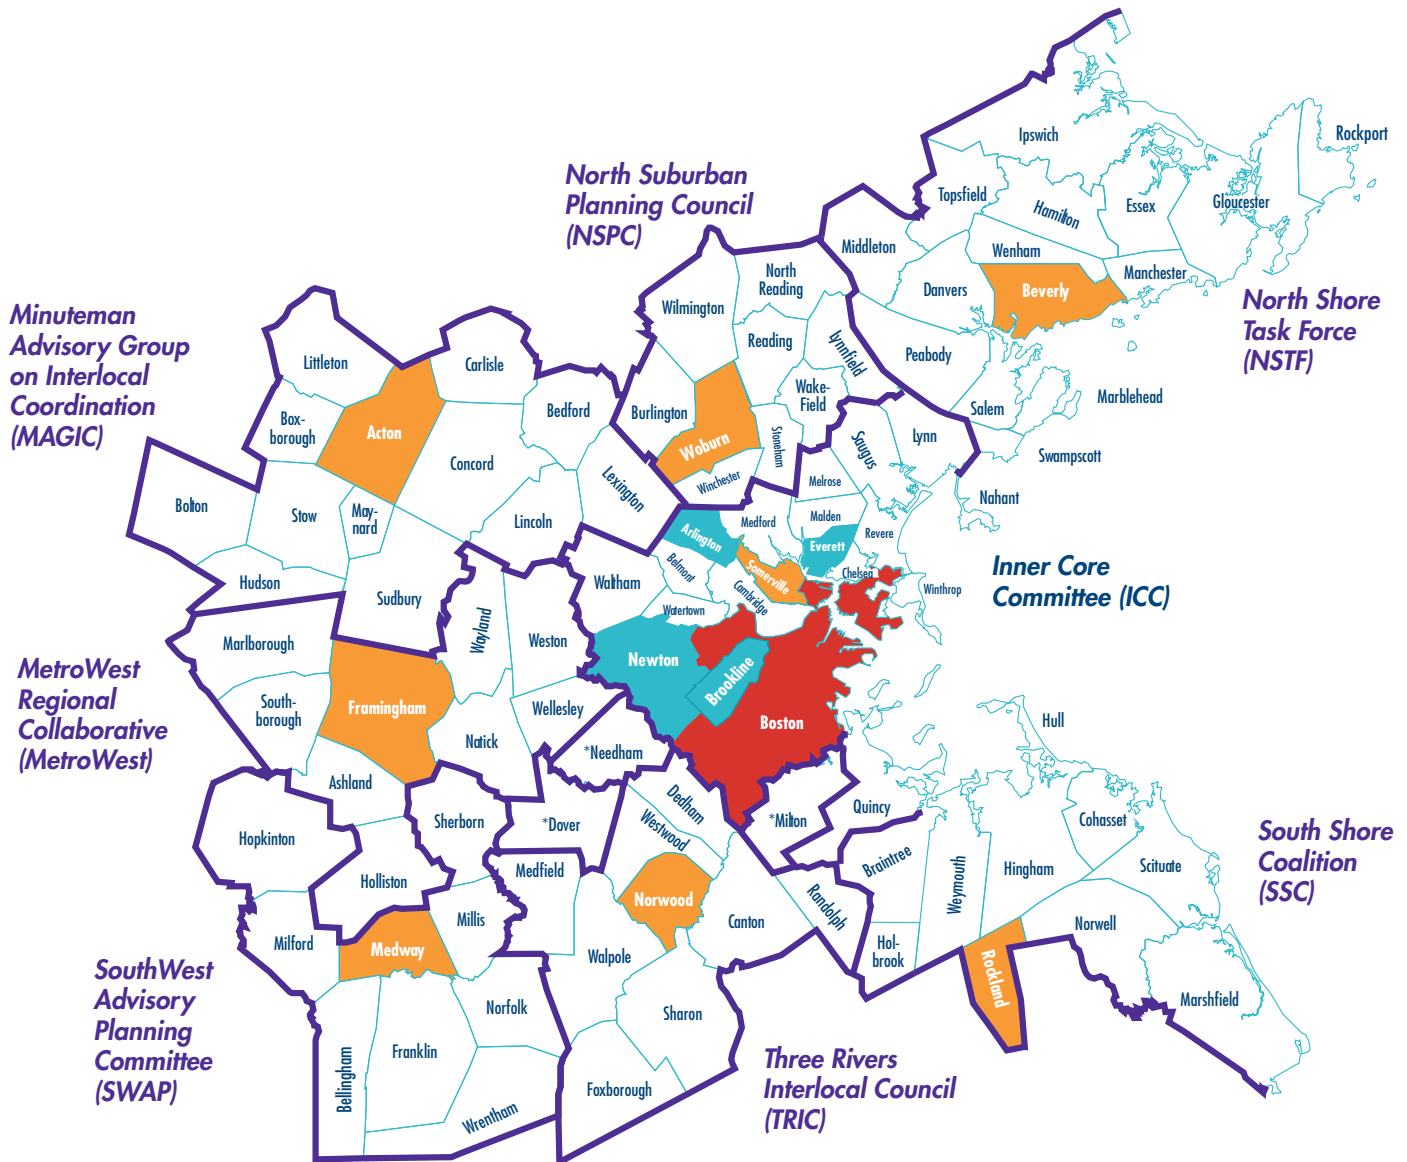 Rockport
Ipswich
North Suburban
Planning Council
(NSPC)
Topsfield
Hamilton
Essex
Gloucester
Middleton
Wenham
Manchester
North
Reading
Danvers
Beverly
North Shore
Task Force
(NSTF)
Minuteman
Advisory Group
on Interlocal
Coordination
(MAGIC)
Wilmington
Reading
Lynnfield
Peabody
Littleton
Carlisle
Wake-
Field
Marblehead
Box-
borough
Acton
Bedford
Burlington
Woburn
Stoneham
Saugus
Lynn
Salem
Swampscott
Concord
Lexington
Winchester
Melrose
Nahant
Bolton
Stow
May-
nard
Lincoln
Arlington
Medford
Malden
Everett
Revere
Inner Core
Committee (ICC)
Hudson
Sudbury
Waltham
Belmont
Somerville
Cambridge
Chelsea
Winthrop
Watertown
Marlborough
Wayland
Weston
Newton
Brookline
Boston
MetroWest
Regional
Collaborative
(MetroWest)
South-
borough
Framingham
Wellesley
Natick
*Needham
Hull
Ashland
Sherborn
*Dover
Dedham
Westwood
*Milton
Quincy
Cohasset
South Shore
Coalition
(SSC)
Hopkinton
Holliston
Medfield
Braintree
Weymouth
Hingham
Scituate
Norwood
Randolph
Canton
Norwell
Milford
Medway
Millis
Walpole
Hol-
brook
Rockland
SouthWest
Advisory
Planning
Committee
(SWAP)
Norfolk
Sharon
Marshfield
Bellingham
Franklin
Wrentham
Foxborough
Three Rivers
Interlocal Council
(TRIC)